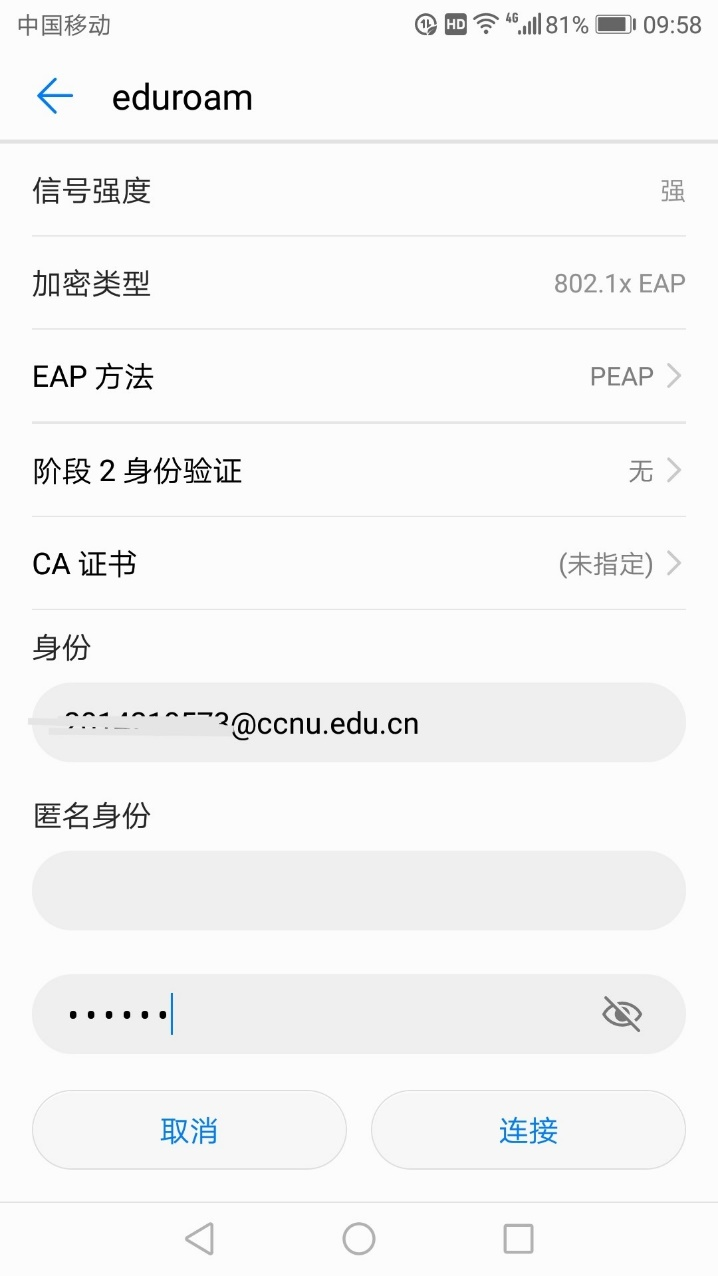 中国移动 HD 4G 81% 09:58
eduroam
信号强度 强
加密类型 802.1x EAP
EAP 方法 PEAP
阶段 2 身份验证 无
CA 证书 (未指定)
身份
@ccnu.edu.cn
匿名身份
••••••
取消 连接